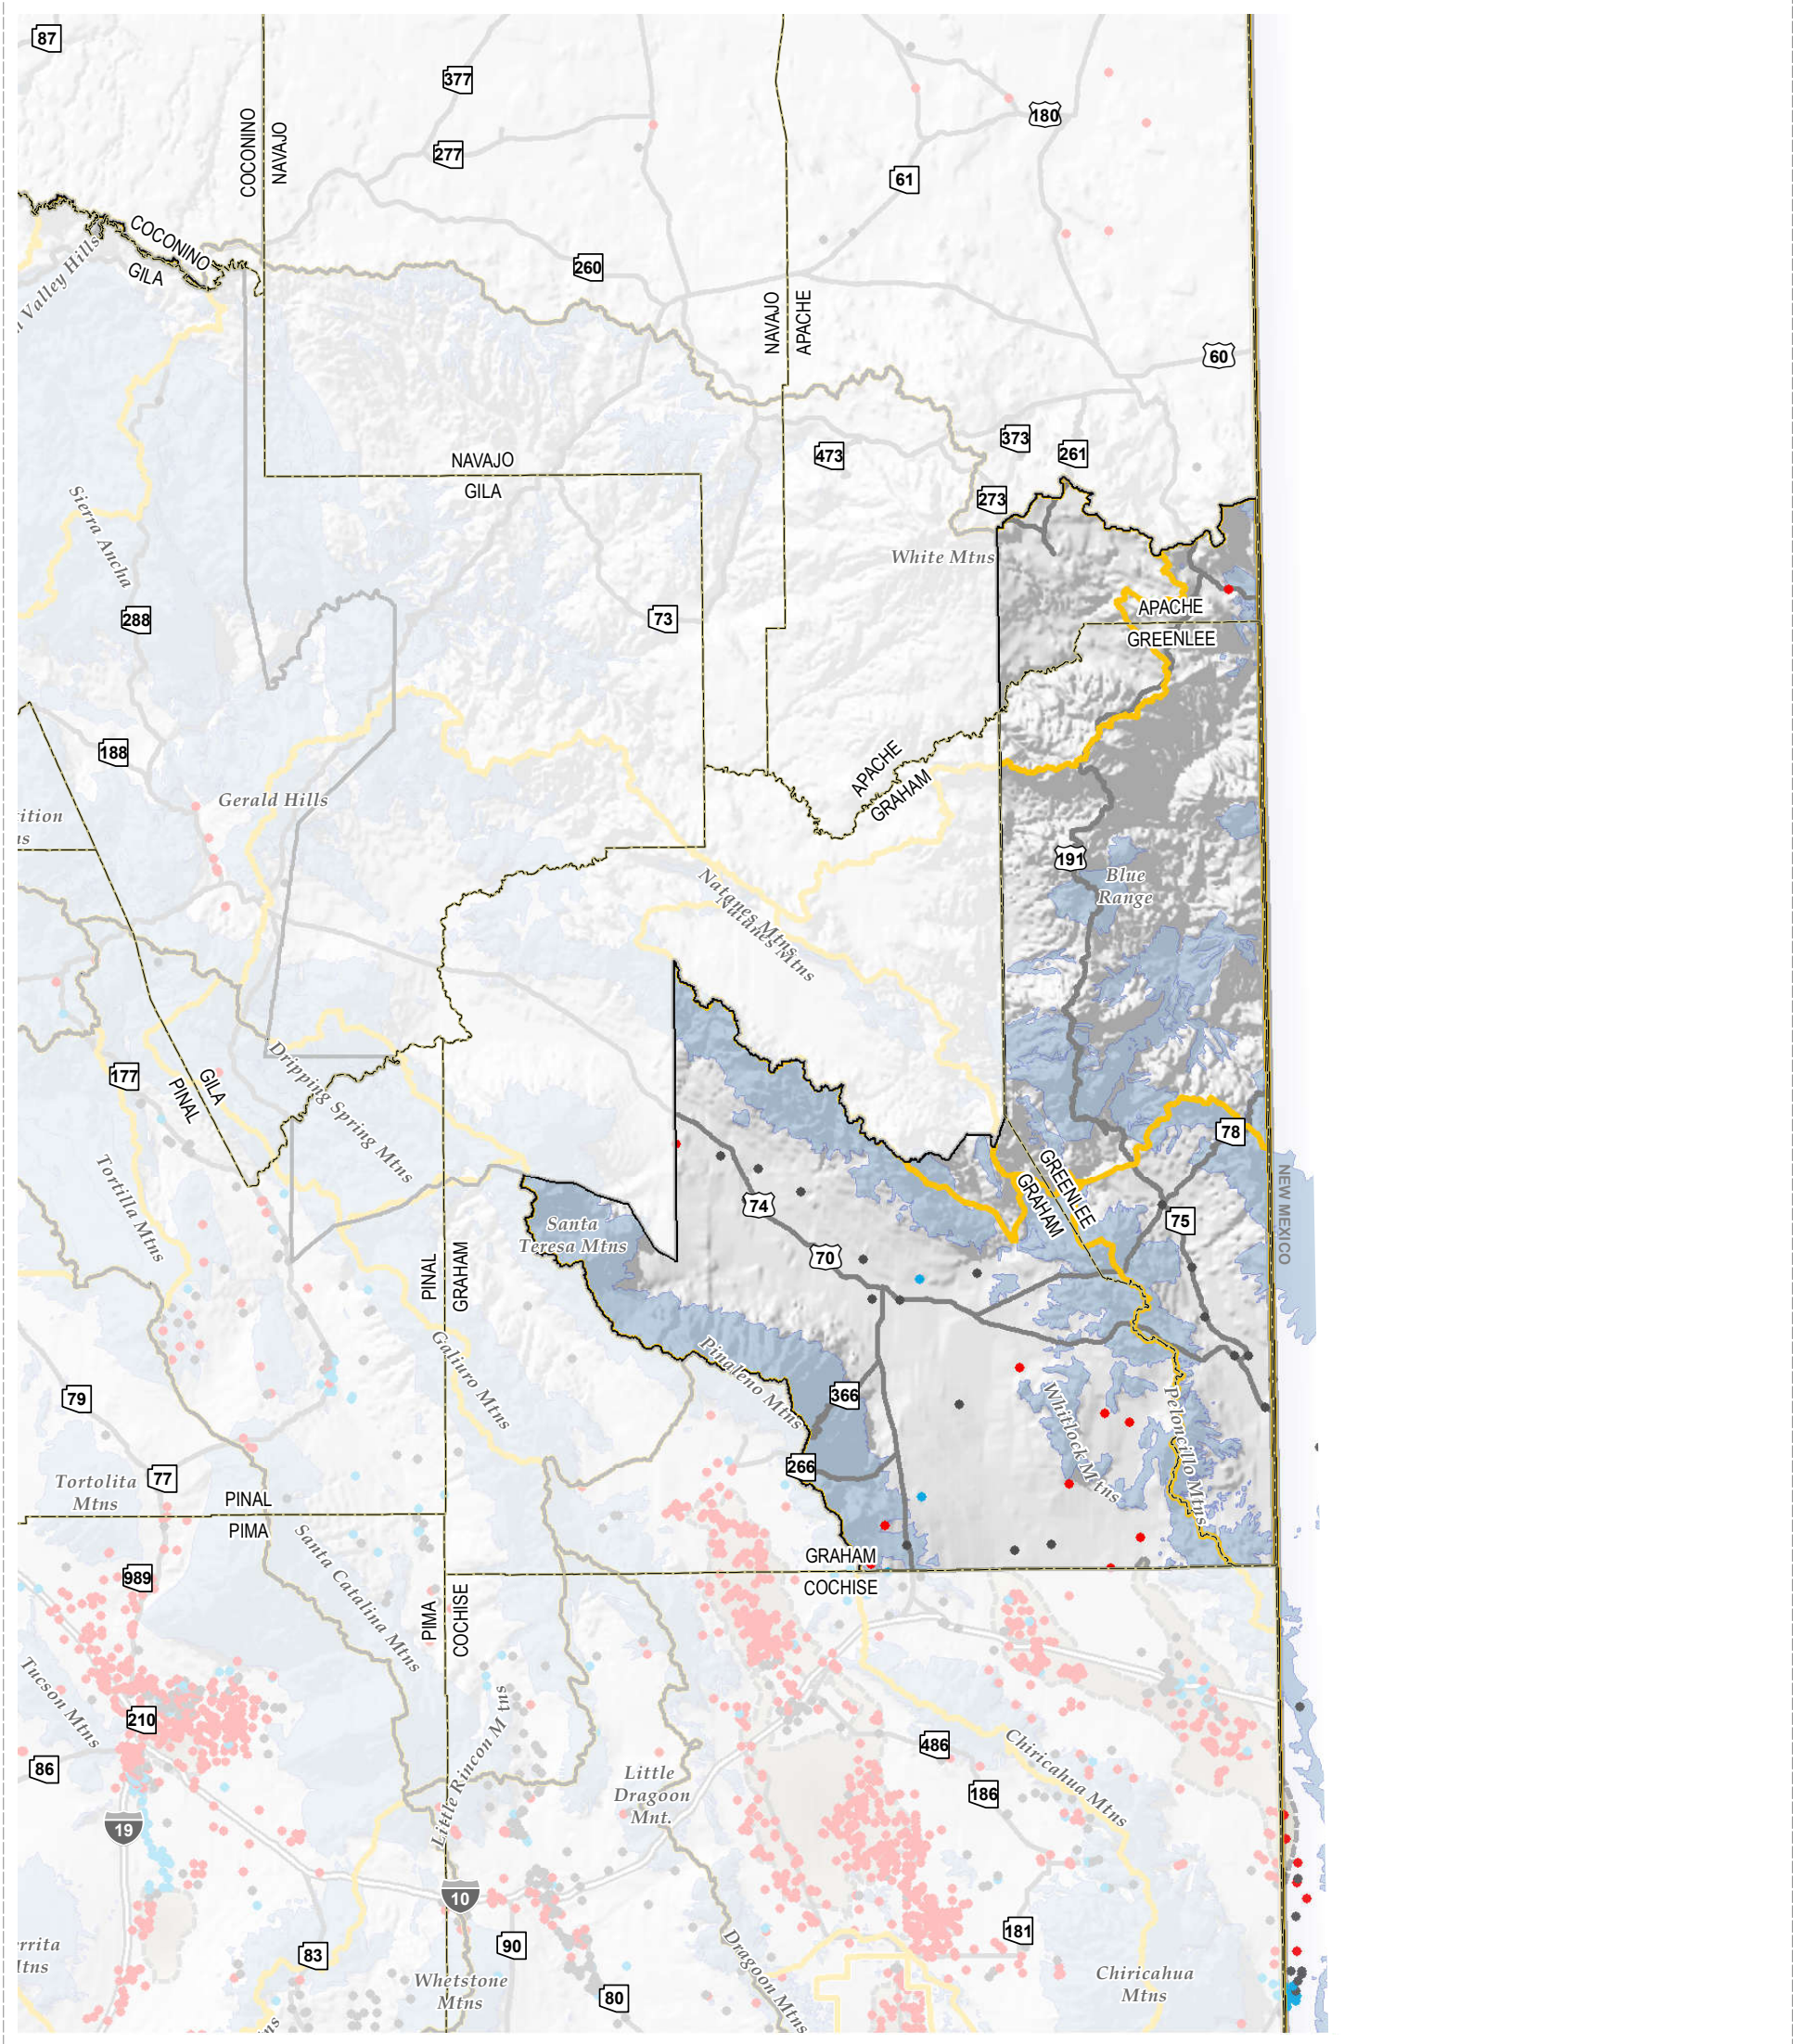 87
377
180
COCONINO
NAVAJO
277
61
COCONINO
GILA
Valley Hills
260
NAVAJO
APACHE
60
373
473
261
NAVAJO
GILA
273
Sierra Ancha
White Mtns
APACHE
288
73
GREENLEE
188
APACHE
GRAHAM
Gerald Hills
191
Blue
Range
Natanes Mtns
Natanes Mtns
177
GILA
PINAL
Dripping Spring Mtns
78
Tortilla Mtns
GREENLEE
GRAHAM
NEW MEXICO
74
75
Santa
Teresa Mtns
70
PINAL
GRAHAM
Galiuro Mtns
Pinaleno Mtns
79
366
Whitlock Mtns
Peloncillo Mtns
266
77
Tortolita
Mtns
PINAL
PIMA
Santa Catalina Mtns
GRAHAM
COCHISE
989
PIMA
COCHISE
Tucson Mtns
210
Little Rincon Mtns
486
Chiricahua Mtns
86
Little
Dragoon
Mnt.
186
19
10
181
83
90
Dragoon Mtns
Whetstone
Mtns
80
Chiricahua
Mtns